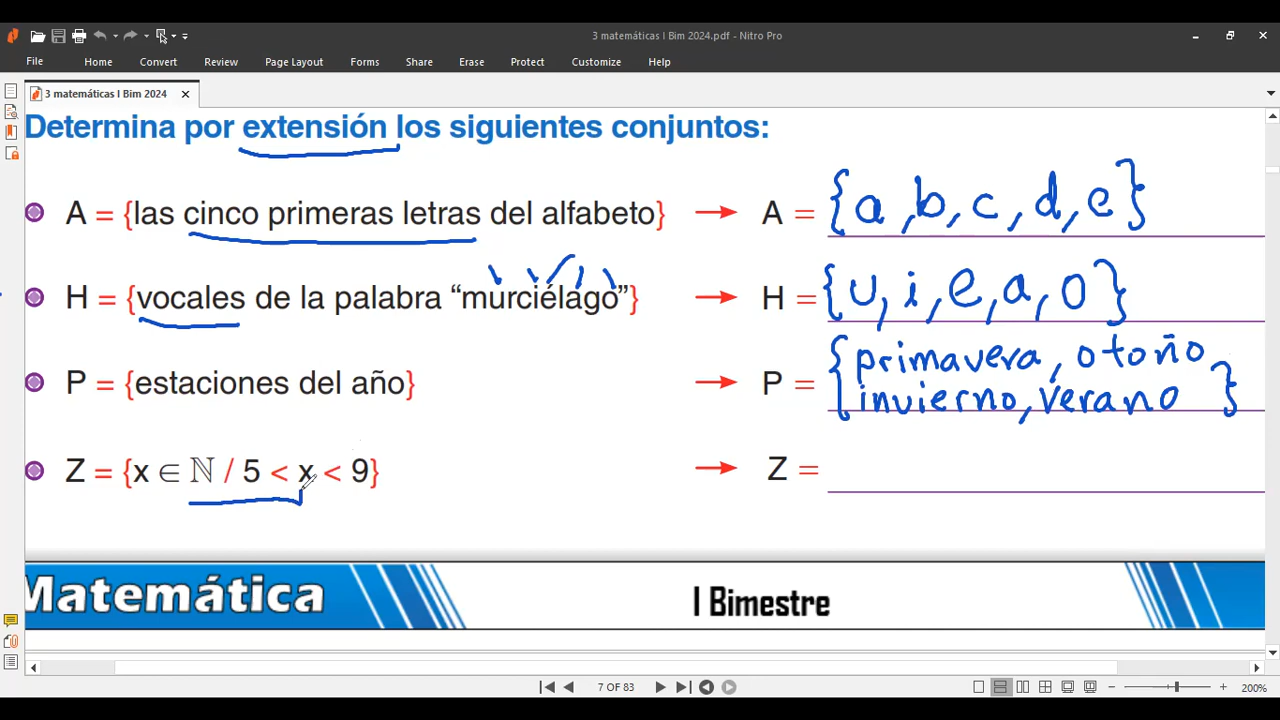 3 matemáticas I Bim 2024.pdf - Nitro Pro
File Home Convert Review Page Layout Forms Share Erase Protect Customize Help
3 matemáticas I Bim 2024
Determina por extensión los siguientes conjuntos:
A = {las cinco primeras letras del alfabeto} → A = {a, b, c, d, e}
H = {vocales de la palabra “murciélago”} → H = {u, i, e, a, o}
P = {estaciones del año} → P = {primavera, otoño
invierno, verano}
Z = {x ∈ ℕ / 5 < x < 9} → Z =
Matemática I Bimestre
7 OF 83 200%